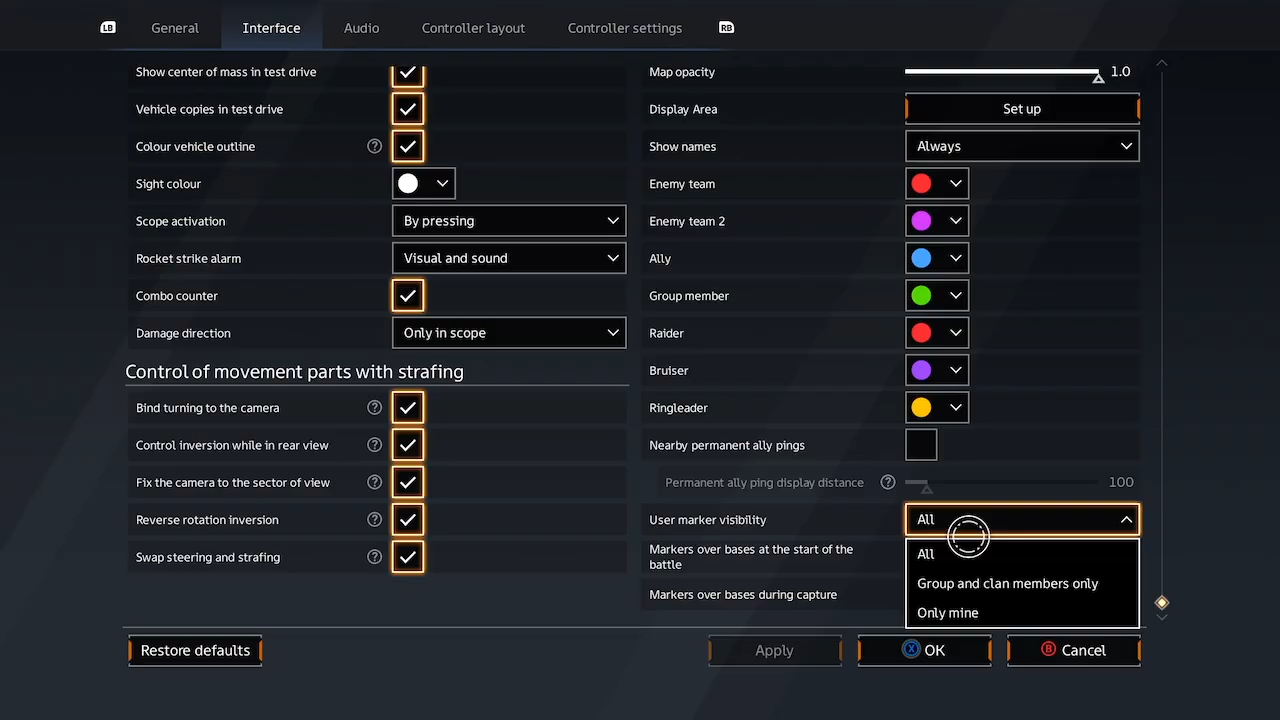 LB General Interface Audio Controller layout Controller settings RB
Show center of mass in test drive
Vehicle copies in test drive
Colour vehicle outline ?
Sight colour
Scope activation By pressing
Rocket strike alarm Visual and sound
Combo counter
Damage direction Only in scope
Control of movement parts with strafing
Bind turning to the camera ?
Control inversion while in rear view ?
Fix the camera to the sector of view ?
Reverse rotation inversion ?
Swap steering and strafing ?
Map opacity 1.0
Display Area Set up
Show names Always
Enemy team
Enemy team 2
Ally
Group member
Raider
Bruiser
Ringleader
Nearby permanent ally pings
Permanent ally ping display distance ? 100
User marker visibility All
Markers over bases at the start of the
battle
Markers over bases during capture
All
Group and clan members only
Only mine
Restore defaults Apply X OK B Cancel